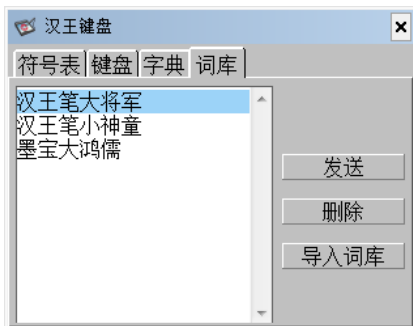 汉王键盘
符号表 键盘 字典 词库
汉王笔大将军
汉王笔小神童
墨宝大鸿儒
发送
删除
导入词库